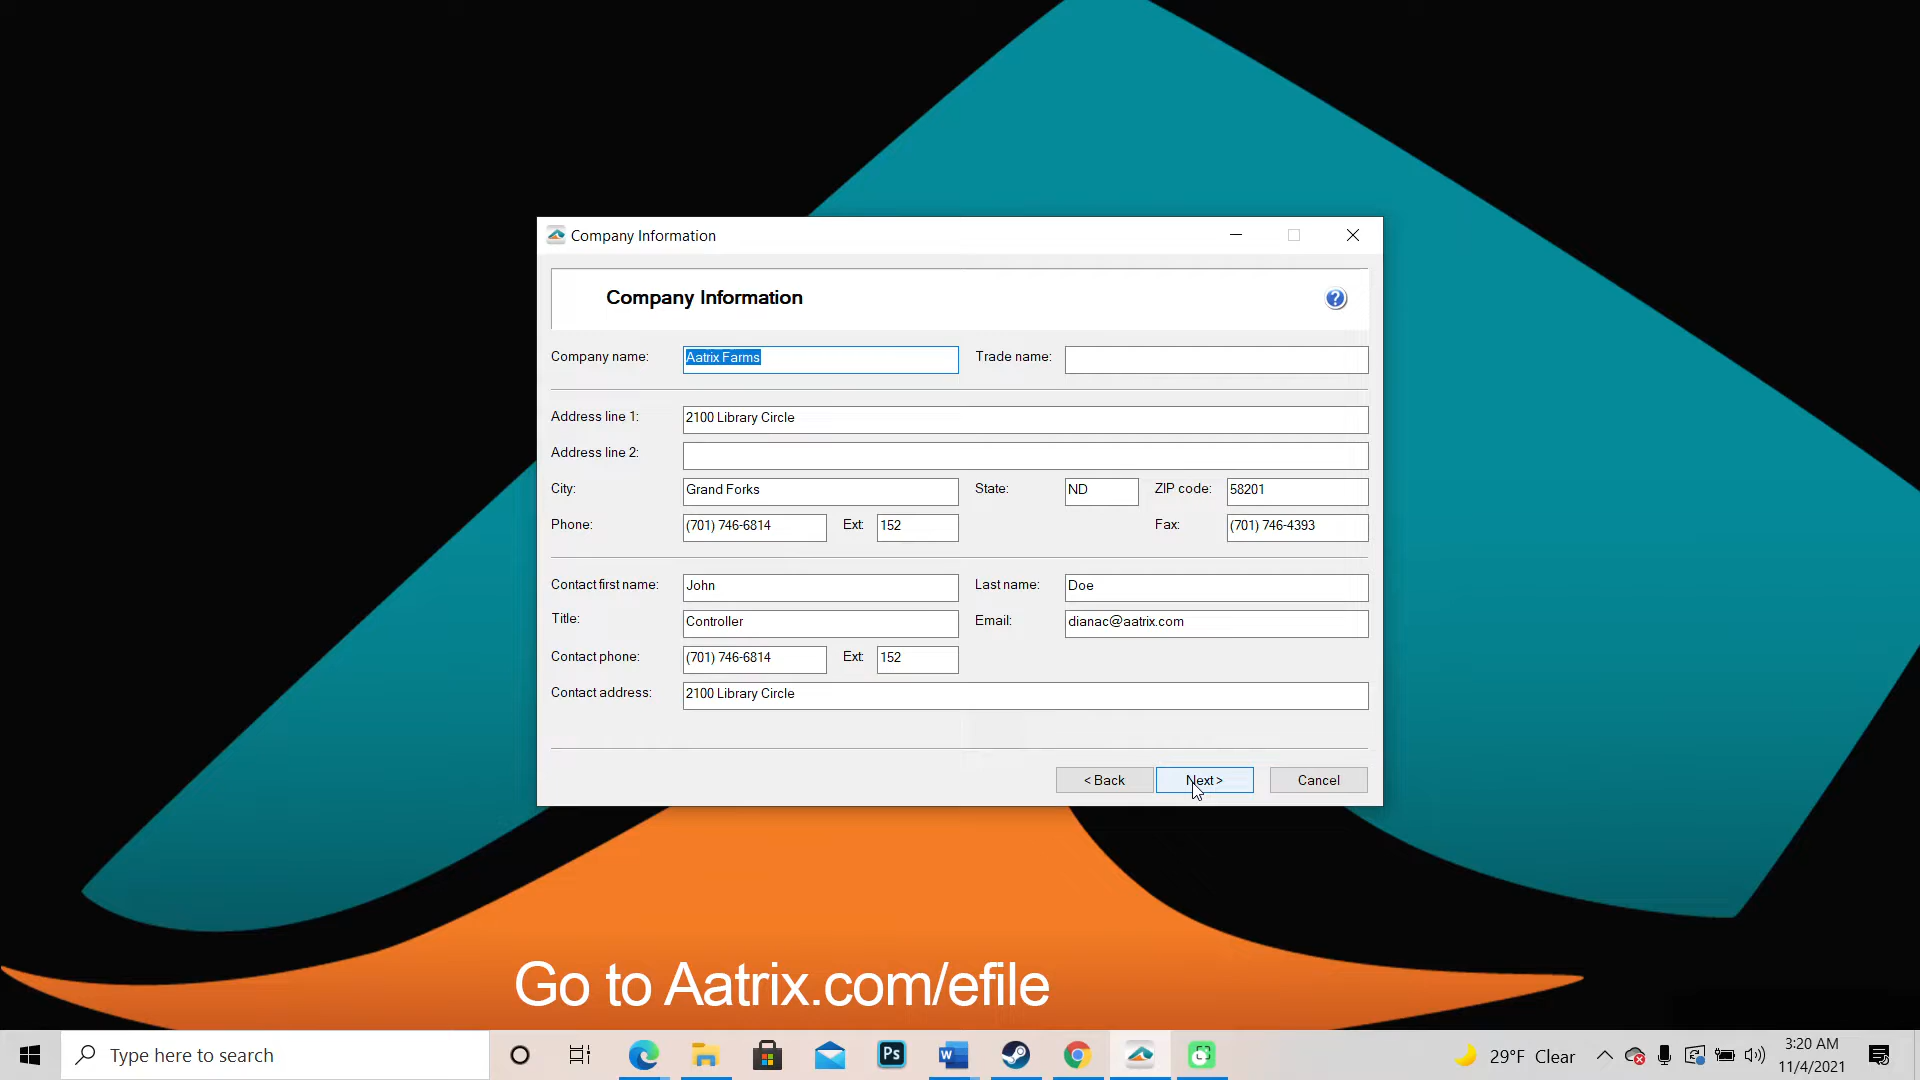 Company Information
Company Information
Company name: Aatrix Farms Trade name:
Address line 1: 2100 Library Circle
Address line 2:
City: Grand Forks State: ND ZIP code: 58201
Phone: (701) 746-6814 Ext: 152 Fax: (701) 746-4393
Contact first name: John Last name: Doe
Title: Controller Email: dianac@aatrix.com
Contact phone: (701) 746-6814 Ext: 152
Contact address: 2100 Library Circle
< Back Next > Cancel
Go to Aatrix.com/efile
Type here to search Ps W 29°F Clear 3:20 AM
11/4/2021